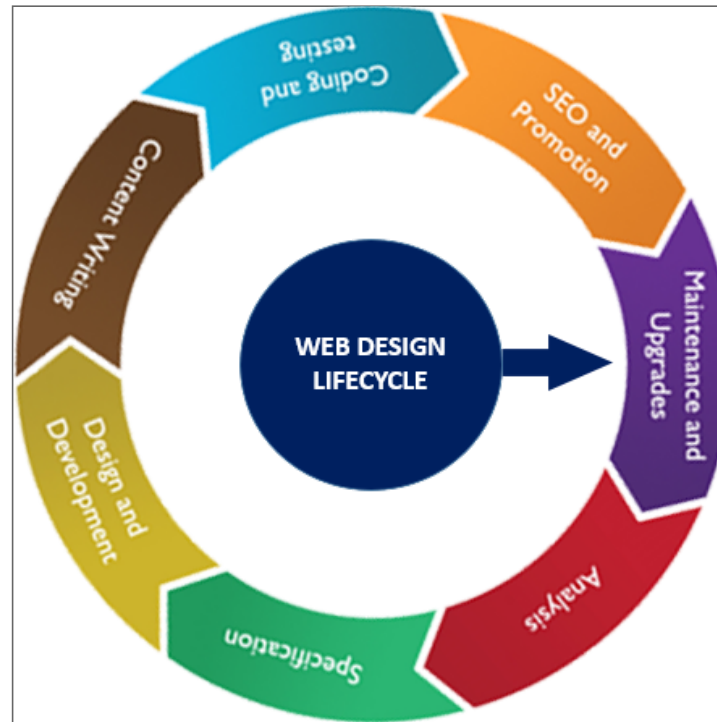 Coding and
testing
SEO and
Promotion
Maintenance and
Upgrades
Analysis
Specification
Design and
Development
Content Writing
WEB DESIGN
LIFECYCLE